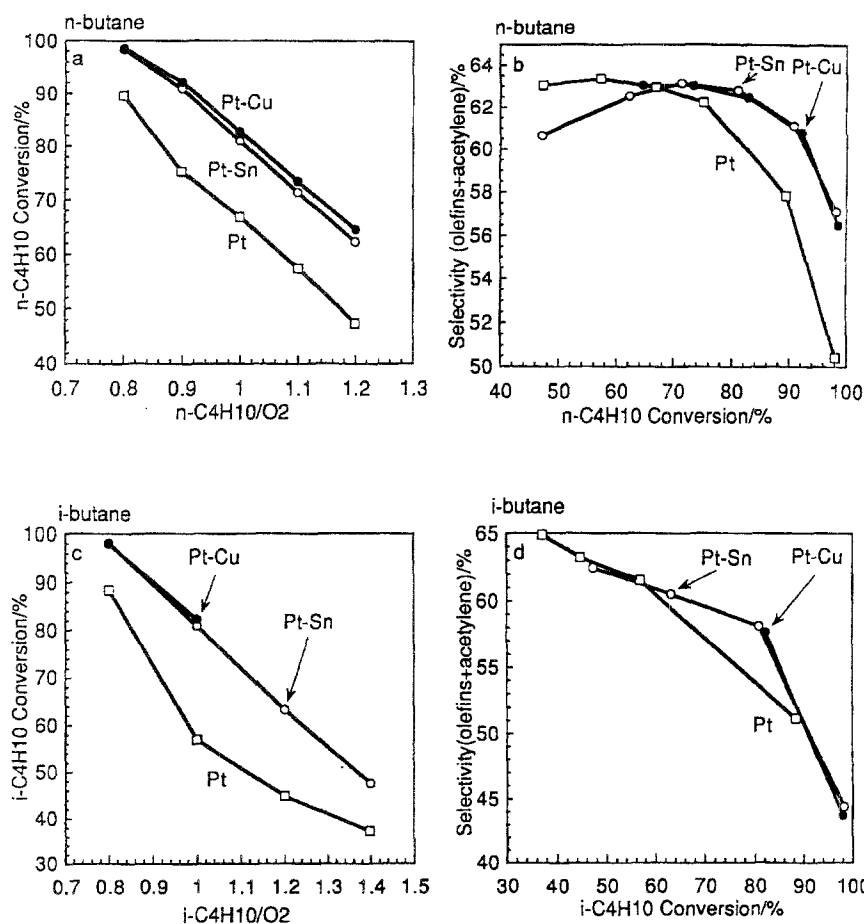 n-butane
a
n-C4H10 Conversion/%
100
90
80
70
60
50
40
Pt-Cu
Pt-Sn
Pt
0.7 0.8 0.9 1 1.1 1.2 1.3
n-C4H10/O2
n-butane
b
Selectivity (olefins+acetylene)/%
64
62
60
58
56
54
52
50
Pt-Sn
Pt-Cu
Pt
40 50 60 70 80 90 100
n-C4H10 Conversion/%
i-butane
c
i-C4H10 Conversion/%
100
90
80
70
60
50
40
30
Pt-Cu
Pt-Sn
Pt
0.7 0.8 0.9 1 1.1 1.2 1.3 1.4
i-C4H10/O2
i-butane
d
Selectivity(olefins+acetylene)/%
65
60
55
50
45
40
Pt-Sn
Pt-Cu
Pt
30 40 50 60 70 80 90 100
i-C4H10 Conversion/%